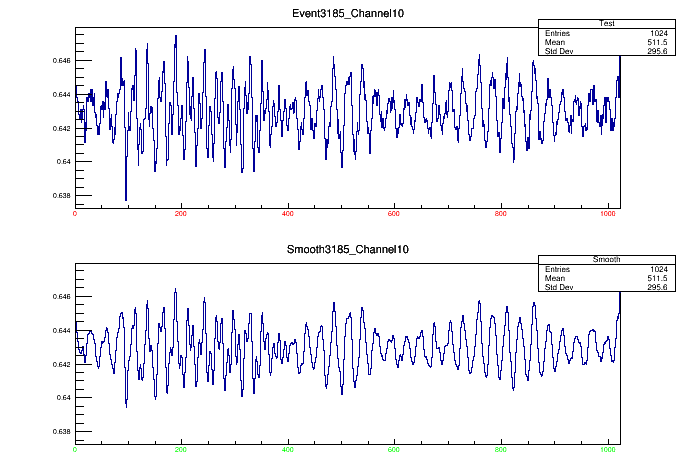 Event3185_Channel10
Test
Entries 1024
Mean 511.5
Std Dev 295.6
0.646
0.644
0.642
0.64
0.638
0 200 400 600 800 1000
Smooth3185_Channel10
Smooth
Entries 1024
Mean 511.5
Std Dev 295.6
0.646
0.644
0.642
0.64
0.638
0 200 400 600 800 1000